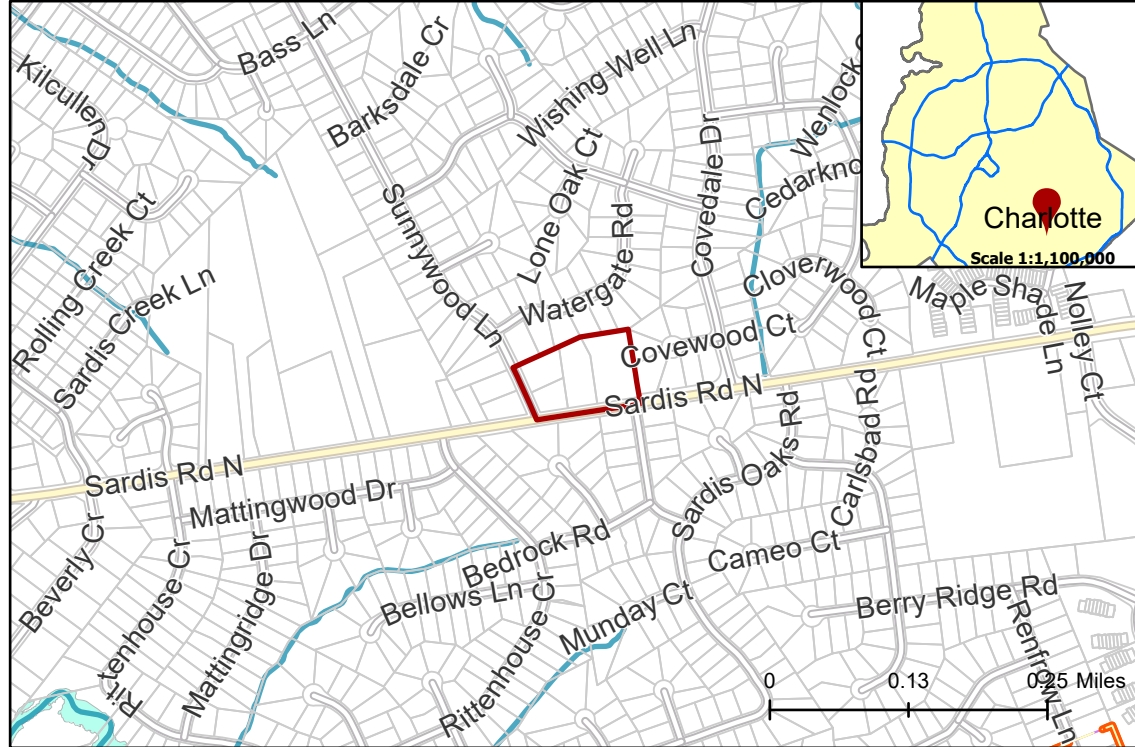 Bass Ln
Barksdale Cr
Wishing Well Ln
Kilcullen Dr
Wenlock C
Lone Oak Ct
Covedale Dr
Cedarkno
Charlotte
Scale 1:1,100,000
Sunnywood Ln
Watergate Rd
Rolling Creek Ct
Sardis Creek Ln
Cloverwood Ct
Maple Shade Ln
Nolley Ct
Covewood Ct
Sardis Rd N
Sardis Rd N
Mattingwood Dr
Sardis Oaks Rd
Carlsbad Rd
Beverly Cr
Rittenhouse Cr
Mattingridge Dr
Bedrock Rd
Cameo Ct
Bellows Ln
Munday Ct
Berry Ridge Rd
Rittenhouse Cr
Renfrow Ln
0 0.13 0.25 Miles